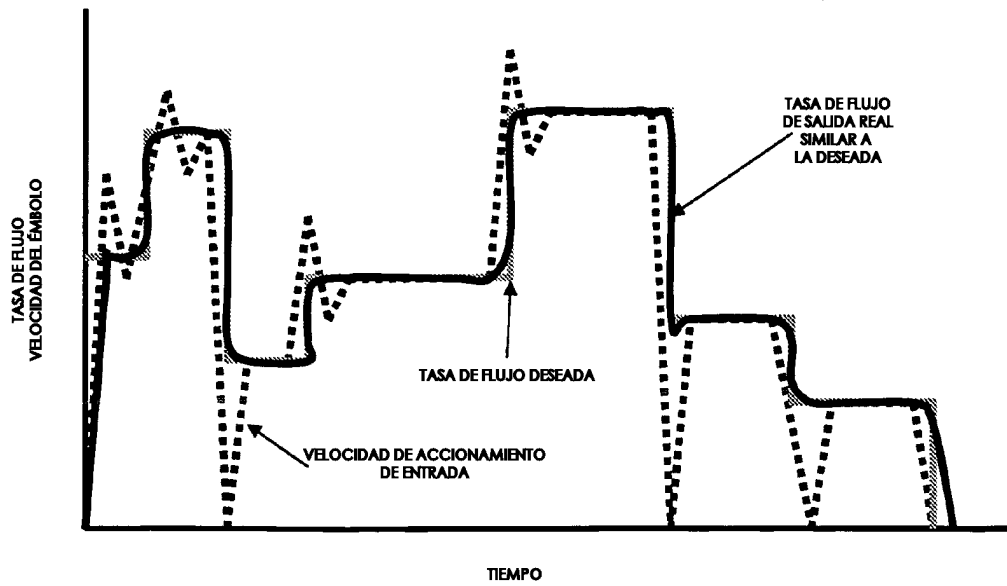 TASA DE FLUJO
DE SALIDA REAL
SIMILAR A
LA DESEADA
TASA DE FLUJO
VELOCIDAD DEL ÉMBOLO
TASA DE FLUJO DESEADA
VELOCIDAD DE ACCIONAMIENTO
DE ENTRADA
TIEMPO